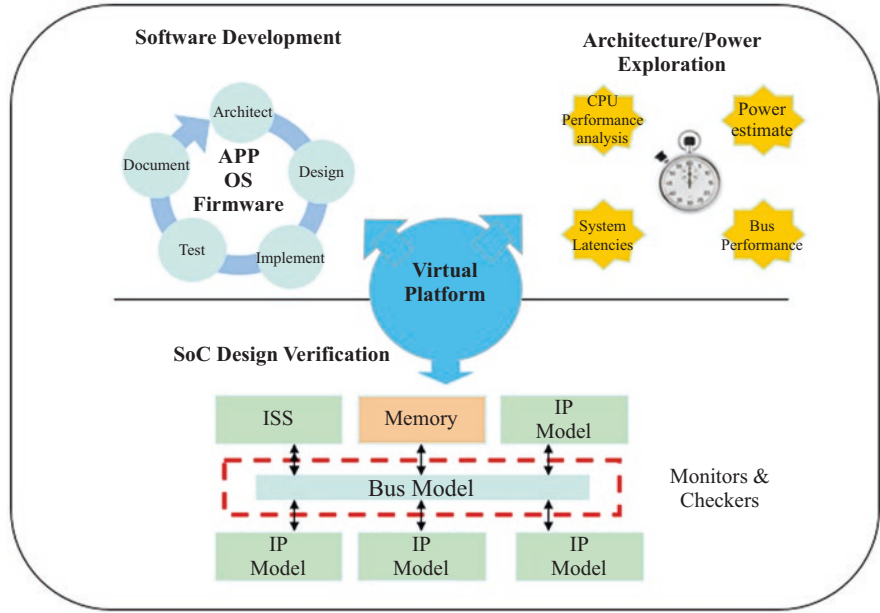 Software Development
Architect
Design
Implement
Test
Document
APP
OS
Firmware
Architecture/Power
Exploration
CPU
Performance
analysis
Power
estimate
System
Latencies
Bus
Performance
Virtual
Platform
SoC Design Verification
ISS
Memory
IP
Model
Bus Model
Monitors &
Checkers
IP
Model
IP
Model
IP
Model